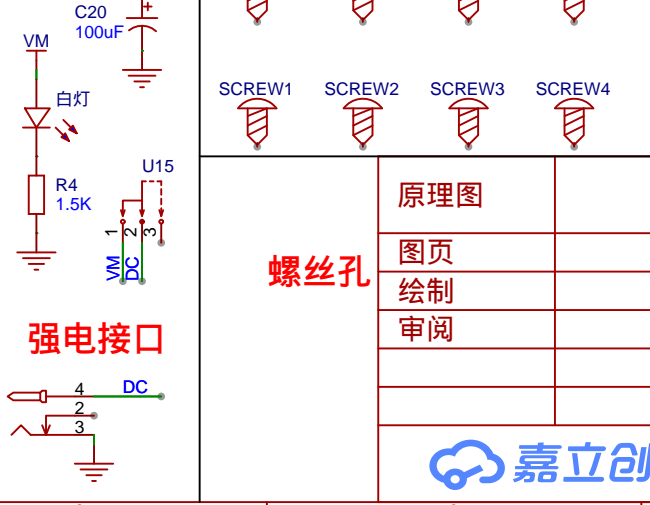 C20
100uF
VM
白灯
R4
1.5K
U15
1
2
3
VM
DC
强电接口
4
DC
2
3
SCREW1
SCREW2
SCREW3
SCREW4
螺丝孔
原理图
图页
绘制
审阅
嘉立创